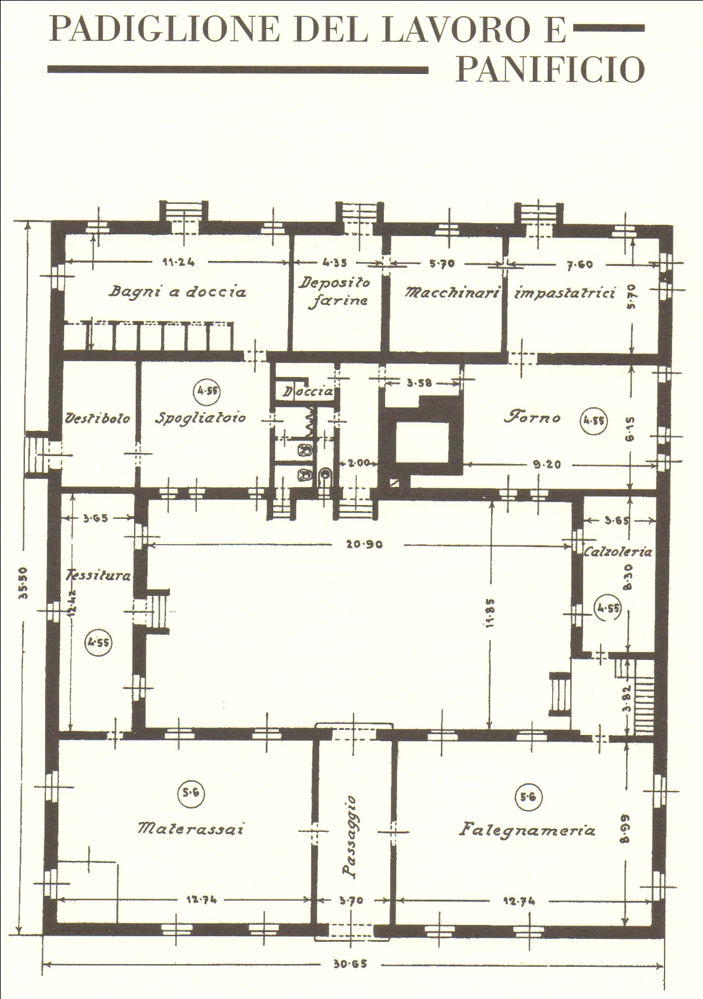 PADIGLIONE DEL LAVORO E
PANIFICIO
11·24
4·35
5·70
7·60
Bagni a doccia
Deposito
farine
Macchinari
impastatrici
5·70
4·55
Doccia
3·58
Vestibolo
Spogliatoio
Forno
4·55
6·15
2·00
9·20
3·65
3·65
20·90
Calzoleria
Tessitura
35·50
12·42
8·30
11·85
4·55
4·55
3·82
5·6
5·6
Materassai
Passaggio
Falegnameria
8·99
12·74
3·70
12·74
30·65